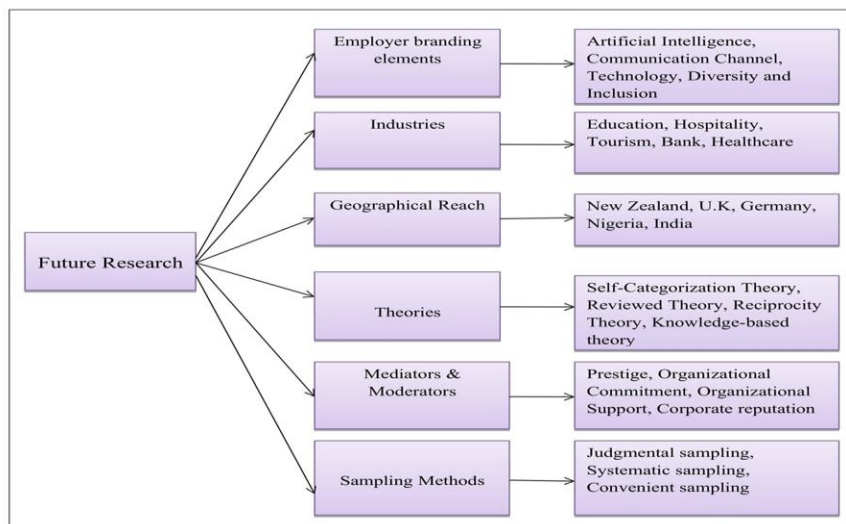 Future Research
Employer branding
elements
Artificial Intelligence,
Communication Channel,
Technology, Diversity and
Inclusion
Industries
Education, Hospitality,
Tourism, Bank, Healthcare
Geographical Reach
New Zealand, U.K, Germany,
Nigeria, India
Theories
Self-Categorization Theory,
Reviewed Theory, Reciprocity
Theory, Knowledge-based
theory
Mediators &
Moderators
Prestige, Organizational
Commitment, Organizational
Support, Corporate reputation
Sampling Methods
Judgmental sampling,
Systematic sampling,
Convenient sampling